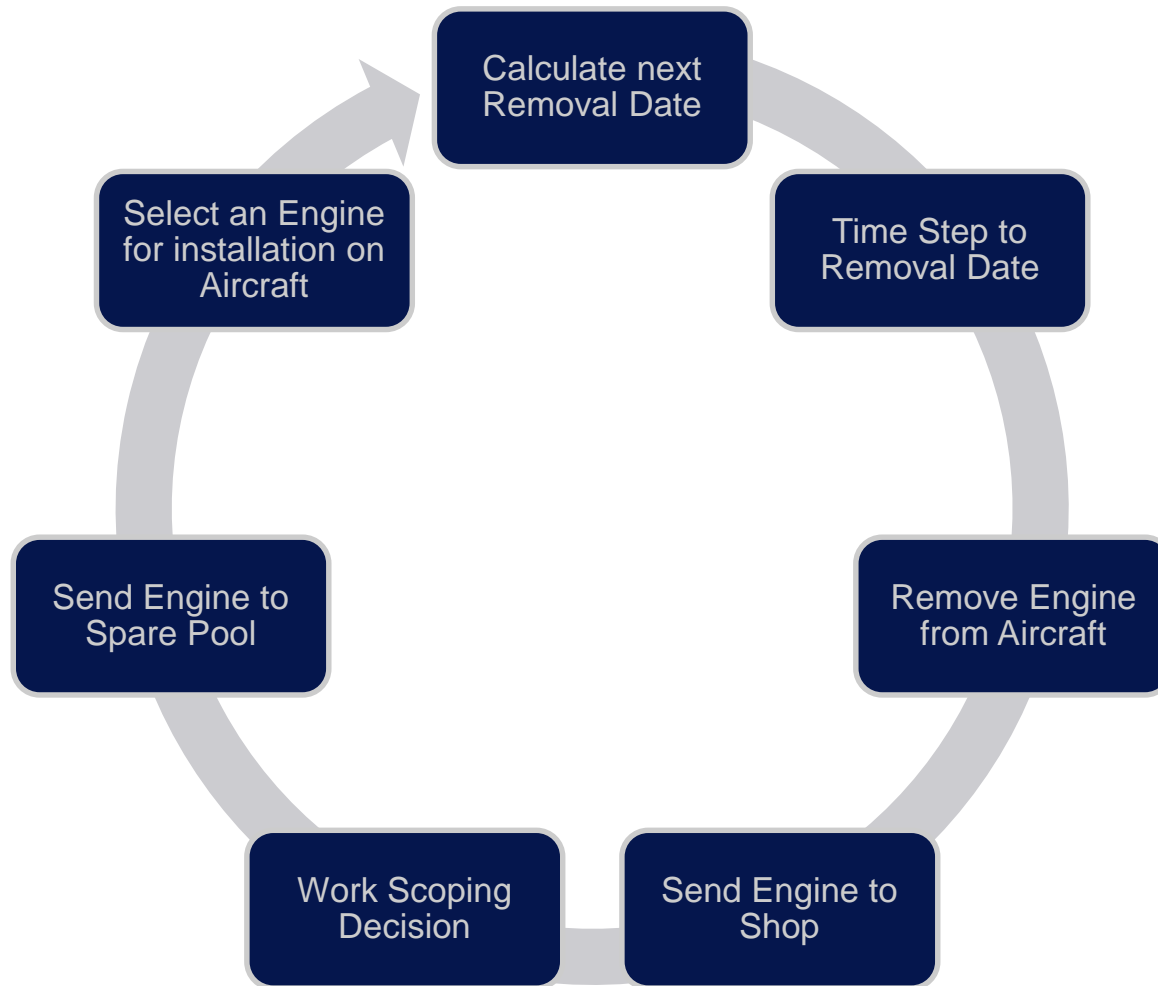 Calculate next
Removal Date
Time Step to
Removal Date
Remove Engine
from Aircraft
Send Engine to
Shop
Work Scoping
Decision
Send Engine to
Spare Pool
Select an Engine
for installation on
Aircraft